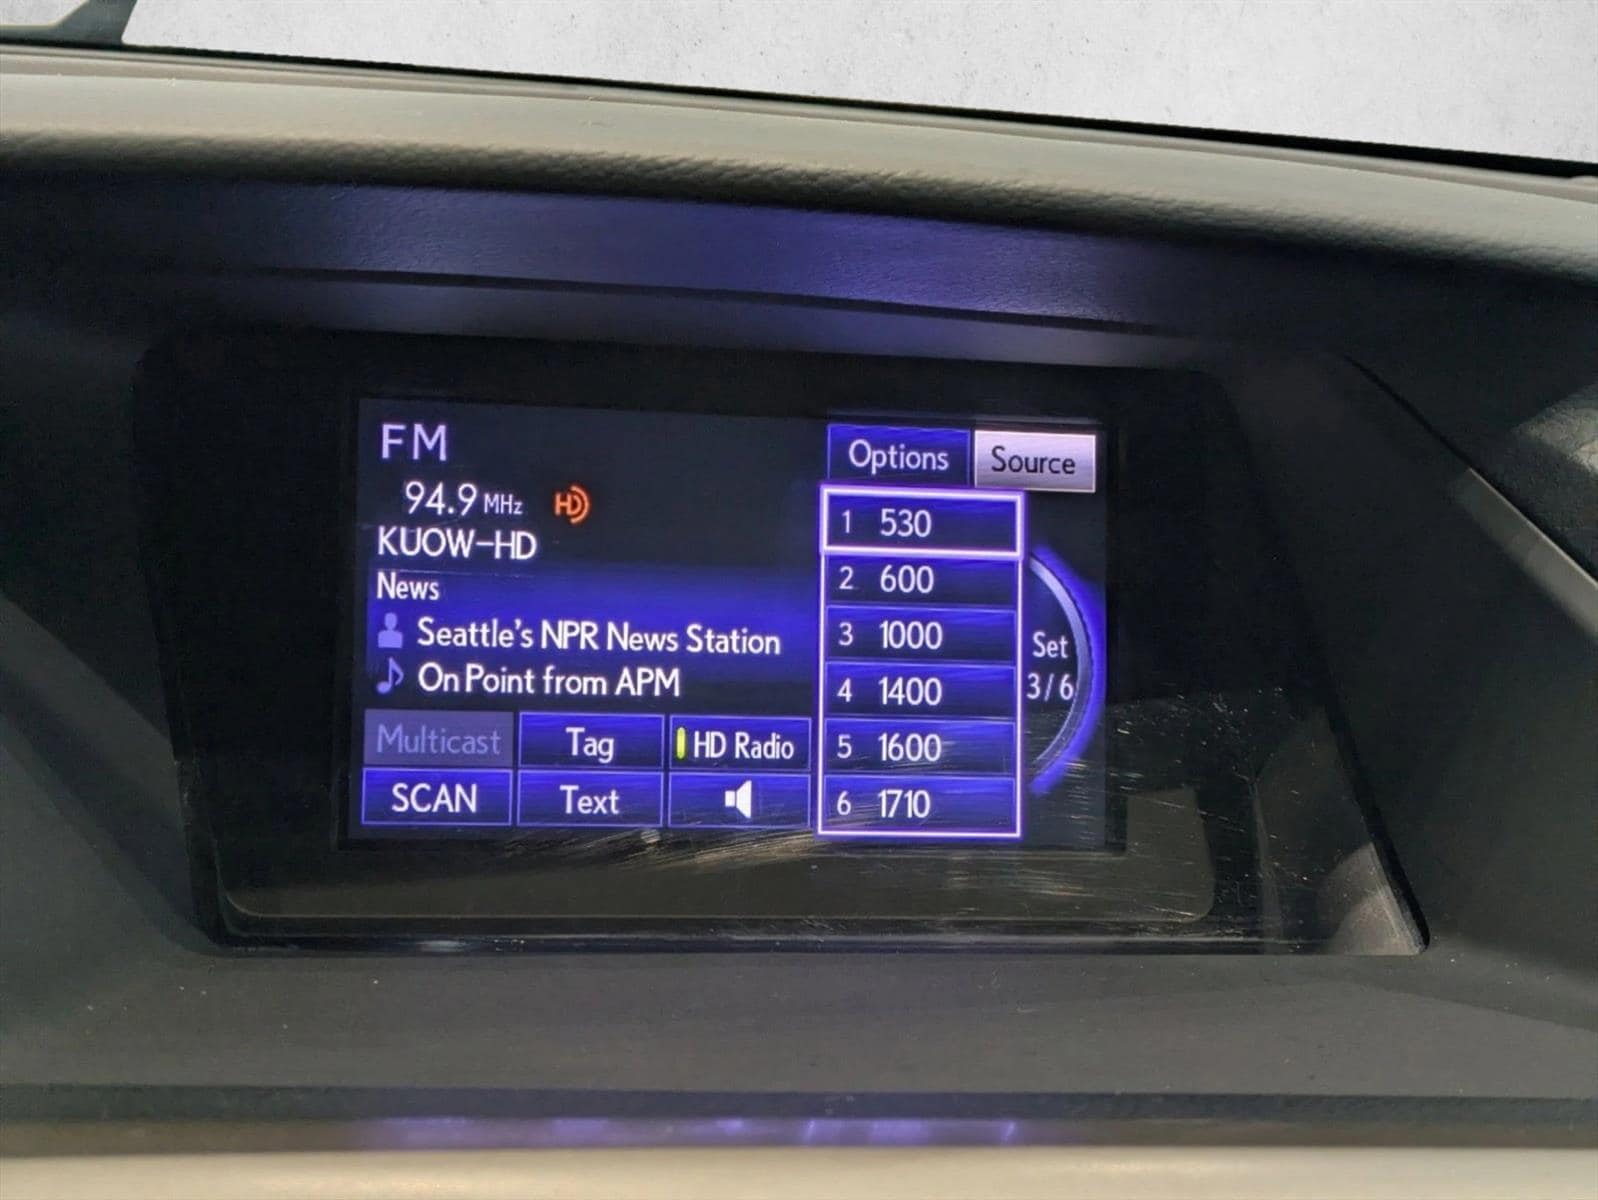 FM
94.9 MHz HD
KUOW-HD
News
Seattle's NPR News Station
On Point from APM
Multicast Tag HD Radio
SCAN Text
Options Source
1 530
2 600
3 1000
4 1400
5 1600
6 1710
Set
3/6